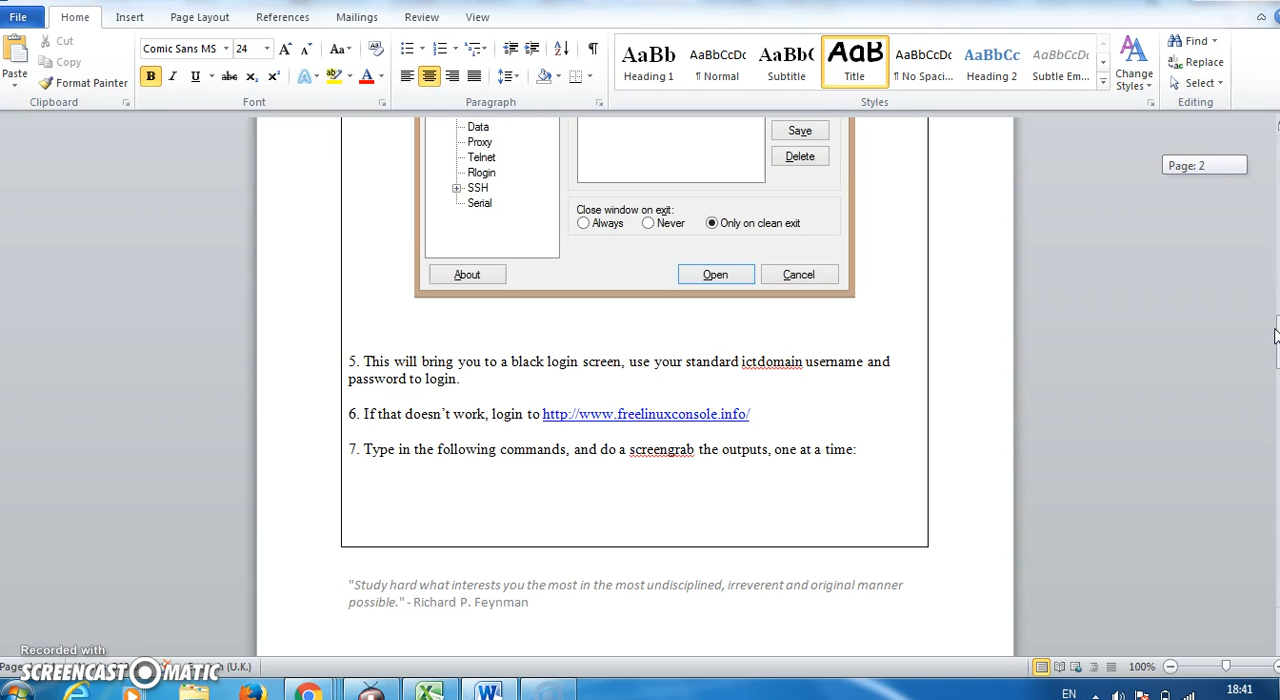 File Home Insert Page Layout References Mailings Review View
Cut
Copy
Paste Format Painter
Clipboard
Comic Sans MS 24
Font
Paragraph
AaBb AaBbCcDc AaBb( AaB AaBbCcDc AaBbCc AaBbCcDc
Heading 1 ¶ Normal Subtitle Title ¶ No Spaci... Heading 2 Subtle Em...
Styles
Change Styles
Find
Replace
Select
Editing
Page: 2
Data
Proxy
Telnet
Rlogin
SSH
Serial
Save
Delete
Close window on exit:
Always Never Only on clean exit
About Open Cancel
5. This will bring you to a black login screen, use your standard ictdomain username and
password to login.
6. If that doesn't work, login to http://www.freelinuxconsole.info/
7. Type in the following commands, and do a screengrab the outputs, one at a time:
"Study hard what interests you the most in the most undisciplined, irreverent and original manner
possible." - Richard P. Feynman
Recorded with
SCREENCAST O MATIC
(U.K.)
100%
EN 18:41